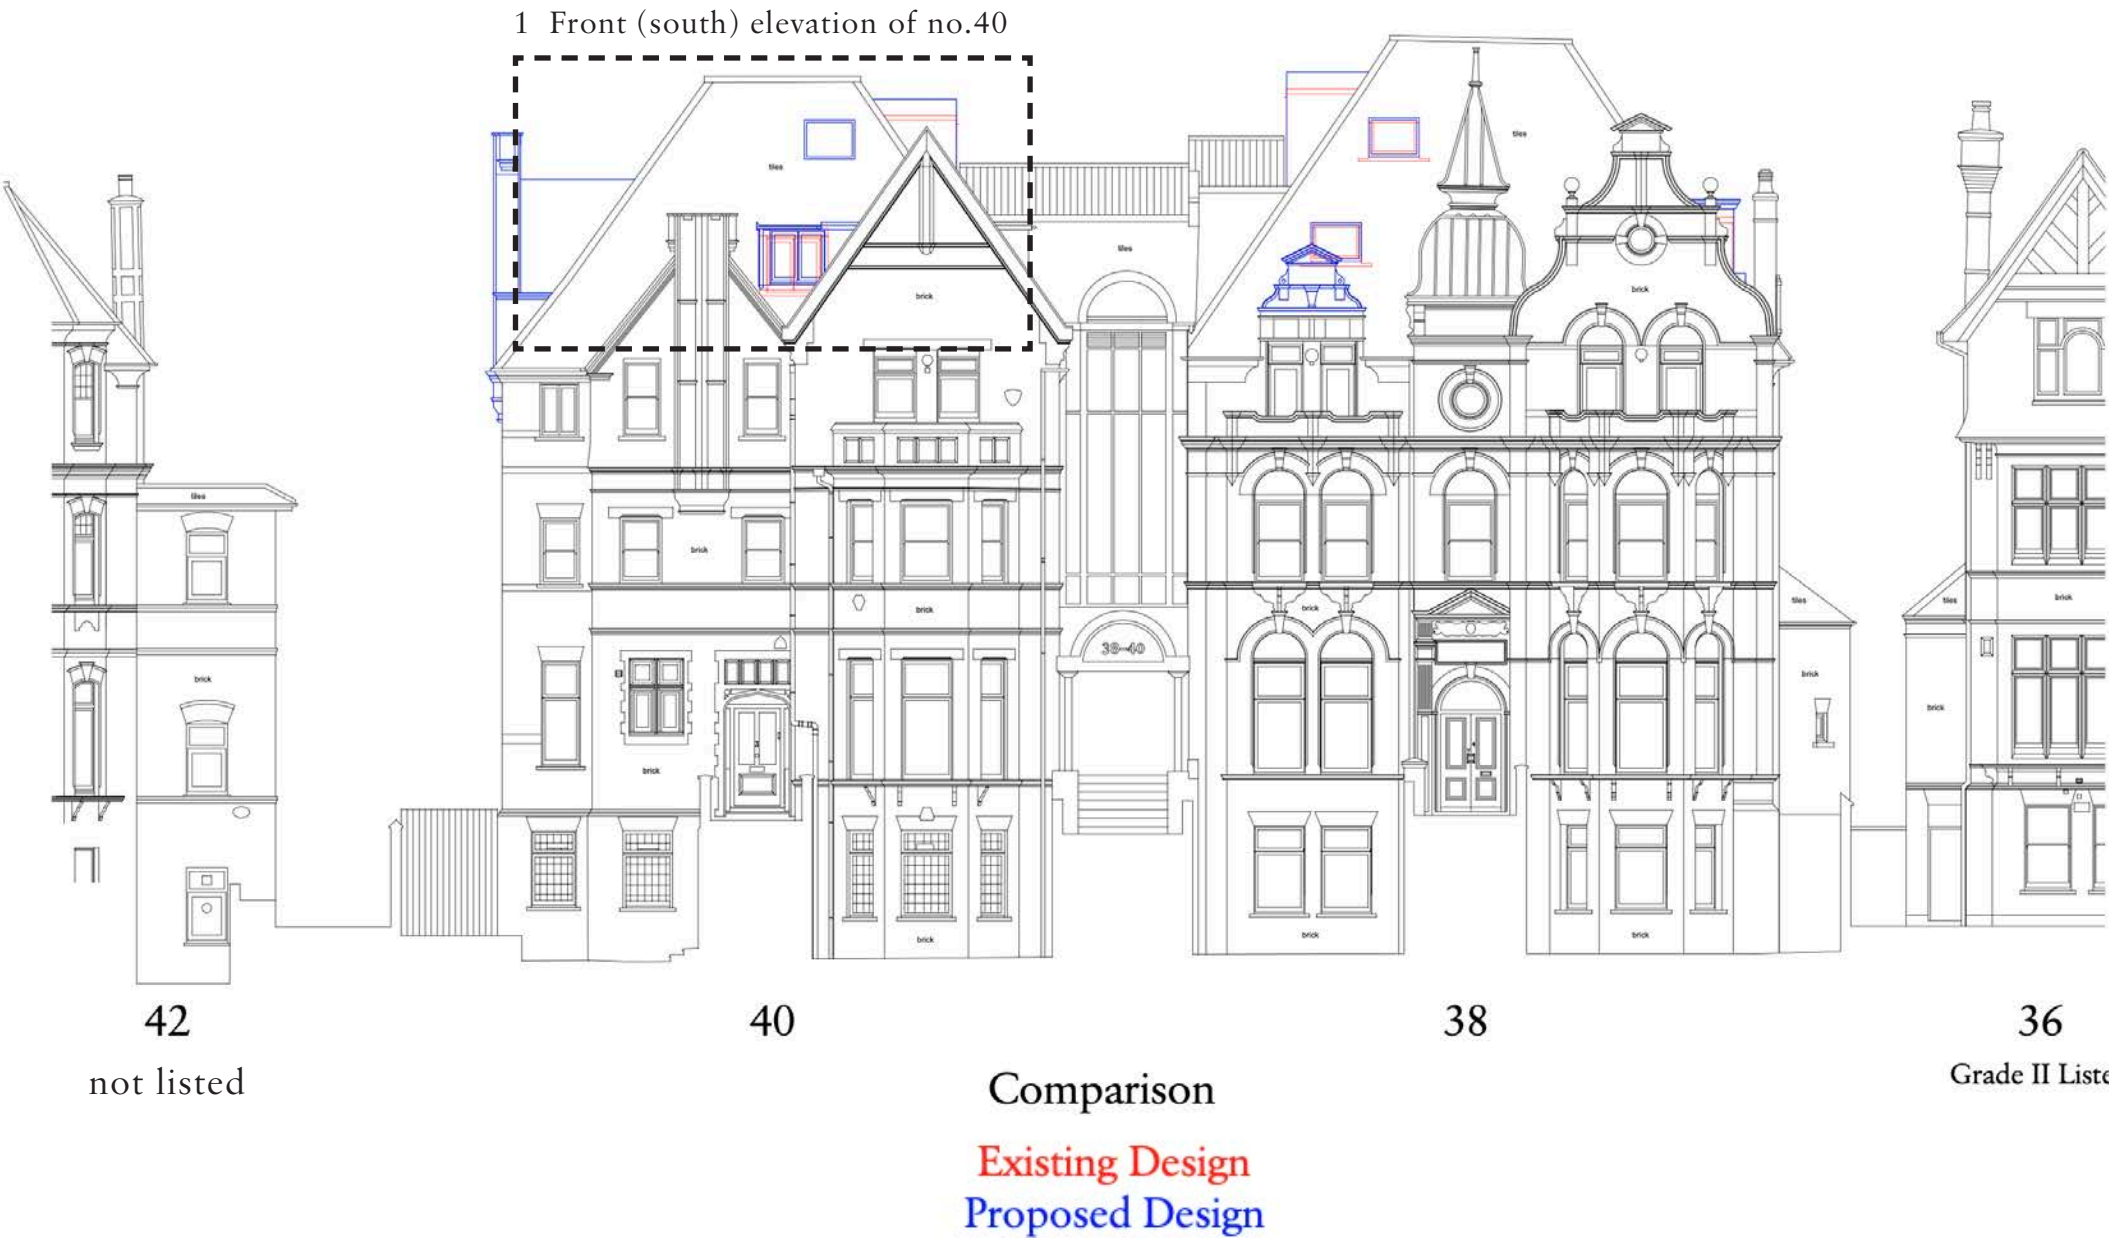 1 Front (south) elevation of no.40
tiles
tiles
tiles
brick
brick
tiles
brick
brick
brick
tiles
tiles
brick
38-40
brick
brick
brick
brick
brick
brick
brick
brick
42
40
38
36
not listed
Grade II Liste
Comparison
Existing Design
Proposed Design